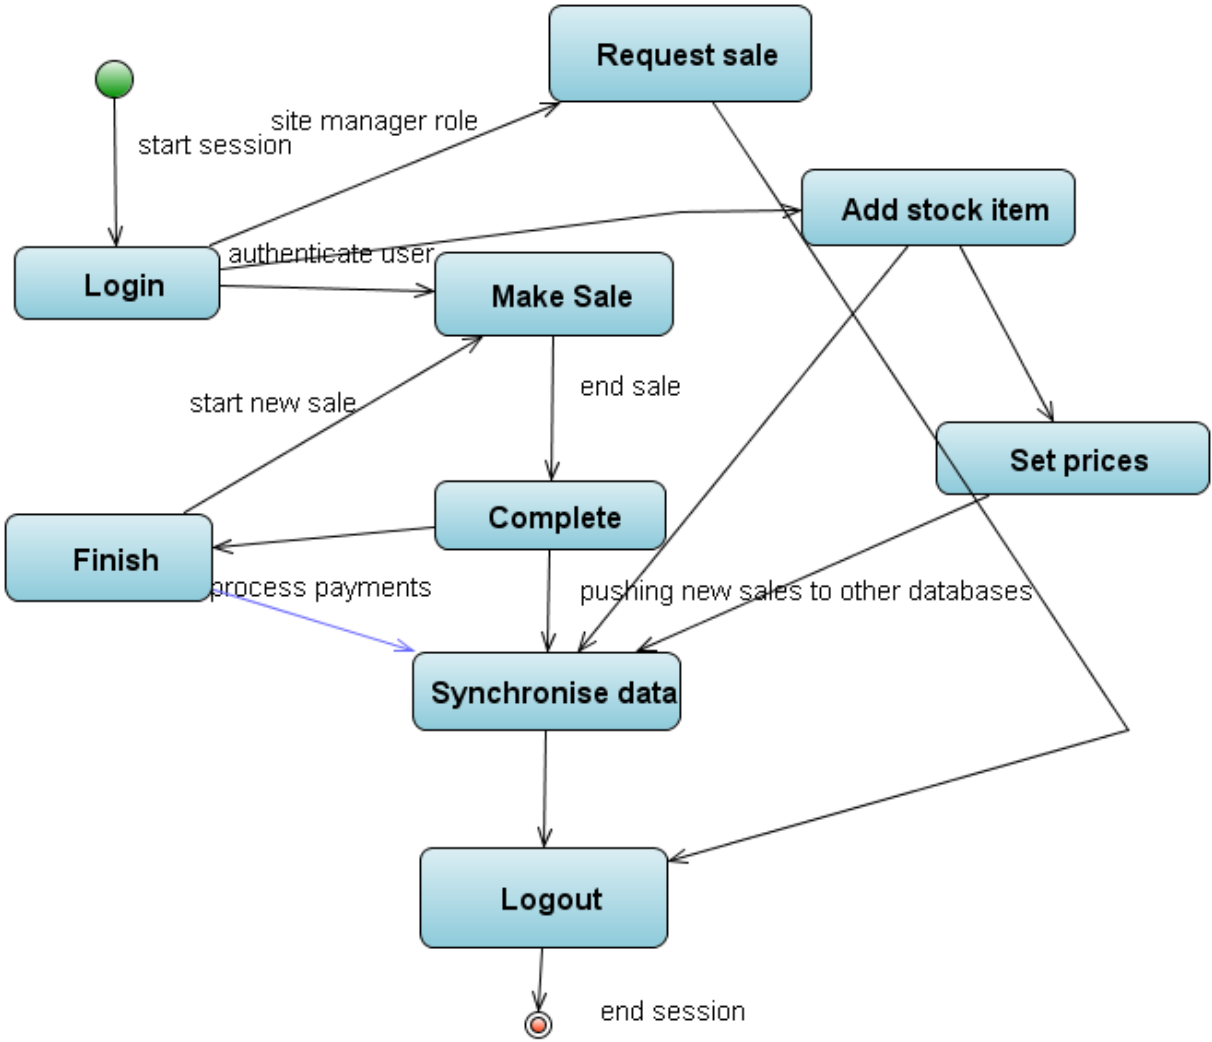 Request sale
site manager role
start session
Add stock item
authenticate user
Login
Make Sale
end sale
start new sale
Set prices
Complete
Finish
process payments
pushing new sales to other databases
Synchronise data
Logout
end session